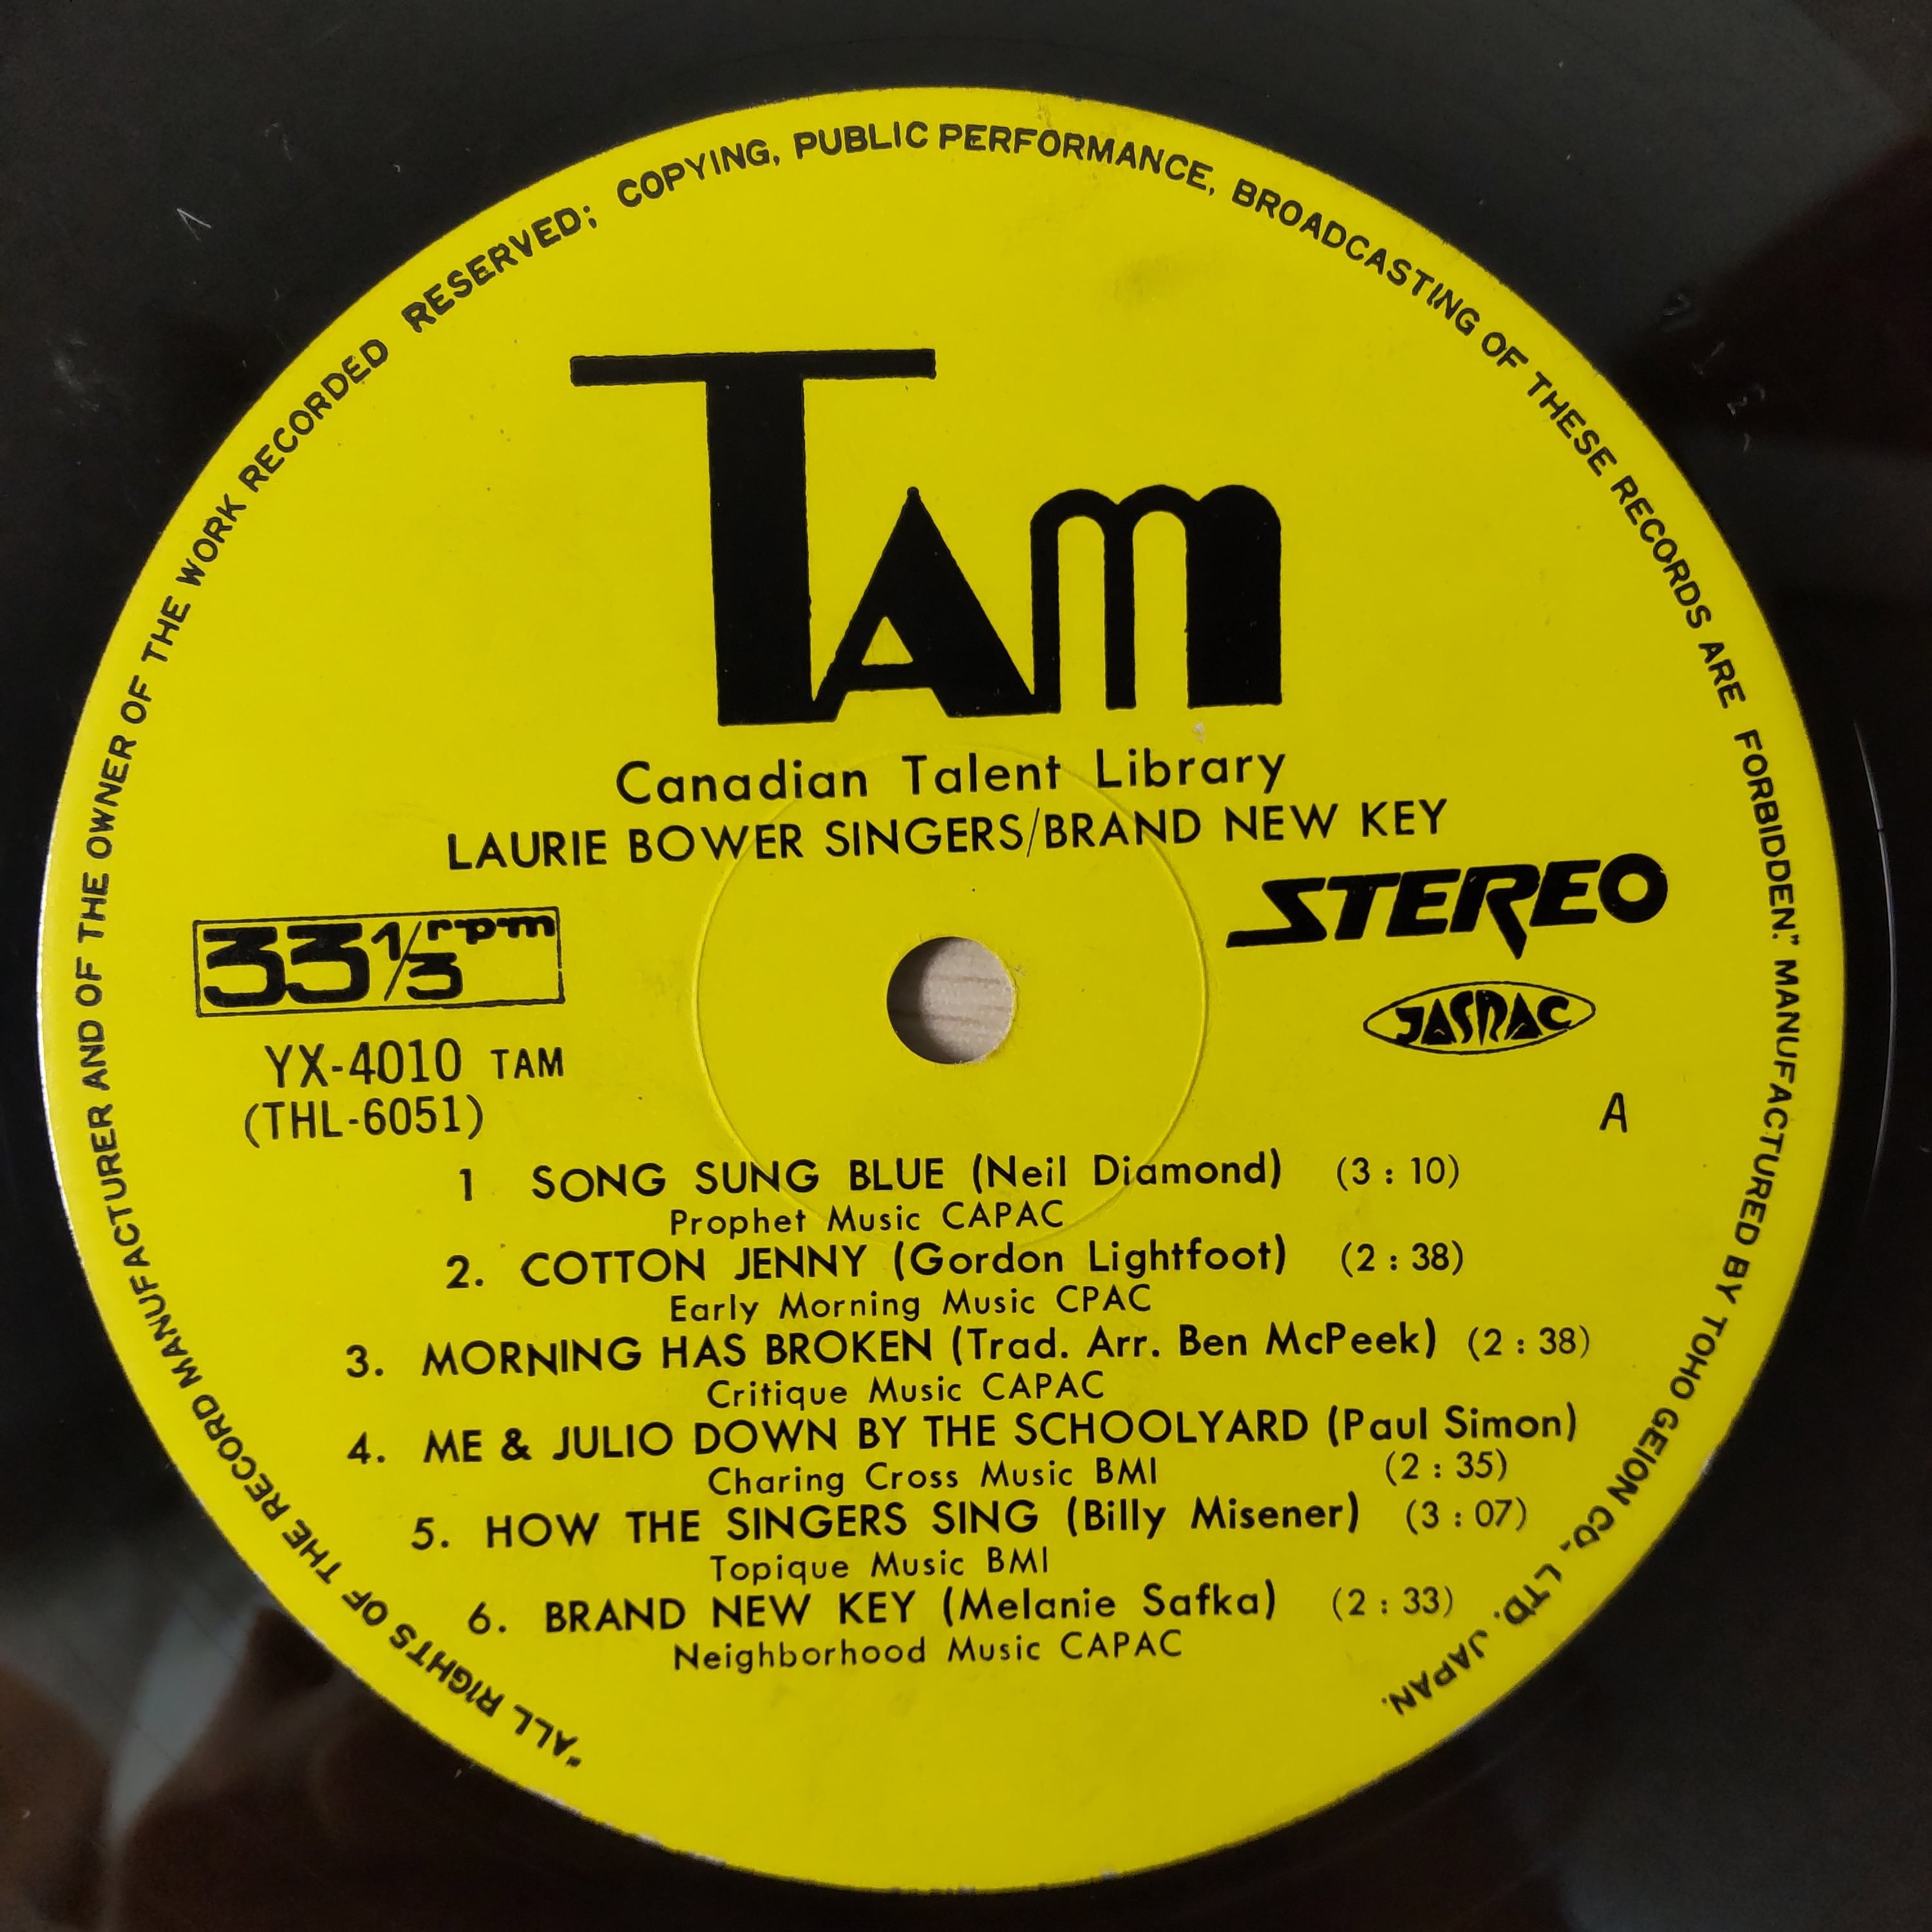 "ALL RIGHTS OF THE RECORD MANUFACTURER AND OF THE OWNER OF THE WORK RECORDED RESERVED; COPYING, PUBLIC PERFORMANCE, BROADCASTING OF THESE RECORDS ARE FORBIDDEN." MANUFACTURED BY TOHO GEION CO. LTD. JAPAN.
TAM
Canadian Talent Library
LAURIE BOWER SINGERS/BRAND NEW KEY
33 1/3 rpm
STEREO
JASRAC
YX-4010 TAM
(THL-6051)
A
1 SONG SUNG BLUE (Neil Diamond) (3 : 10)
Prophet Music CAPAC
2. COTTON JENNY (Gordon Lightfoot) (2 : 38)
Early Morning Music CPAC
3. MORNING HAS BROKEN (Trad. Arr. Ben McPeek) (2 : 38)
Critique Music CAPAC
4. ME & JULIO DOWN BY THE SCHOOLYARD (Paul Simon)
Charing Cross Music BMI (2 : 35)
5. HOW THE SINGERS SING (Billy Misener) (3 : 07)
Topique Music BMI
6. BRAND NEW KEY (Melanie Safka) (2 : 33)
Neighborhood Music CAPAC